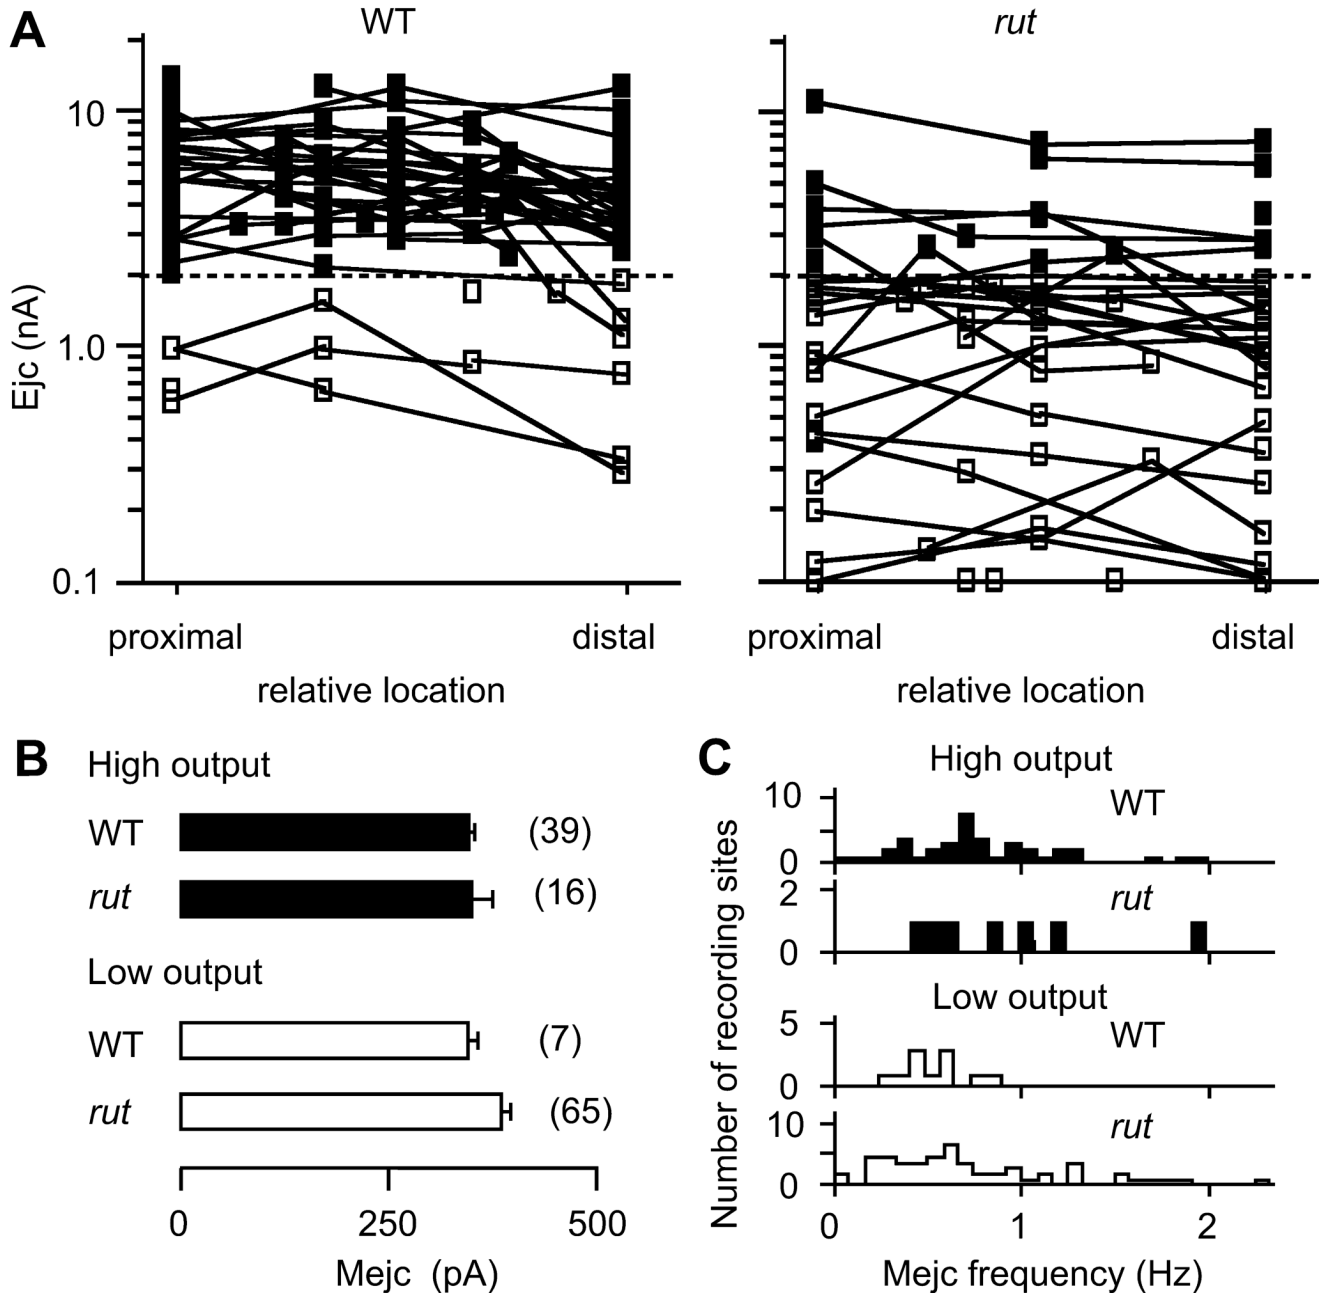 A
WT
rut
Ejc (nA)
10
1.0
0.1
proximal
distal
proximal
distal
relative location
relative location
B
High output
WT
(39)
rut
(16)
Low output
WT
(7)
rut
(65)
0
250
500
Mejc (pA)
C
High output
Number of recording sites
10
WT
0
2
rut
0
Low output
5
WT
0
10
rut
0
0
1
2
Mejc frequency (Hz)